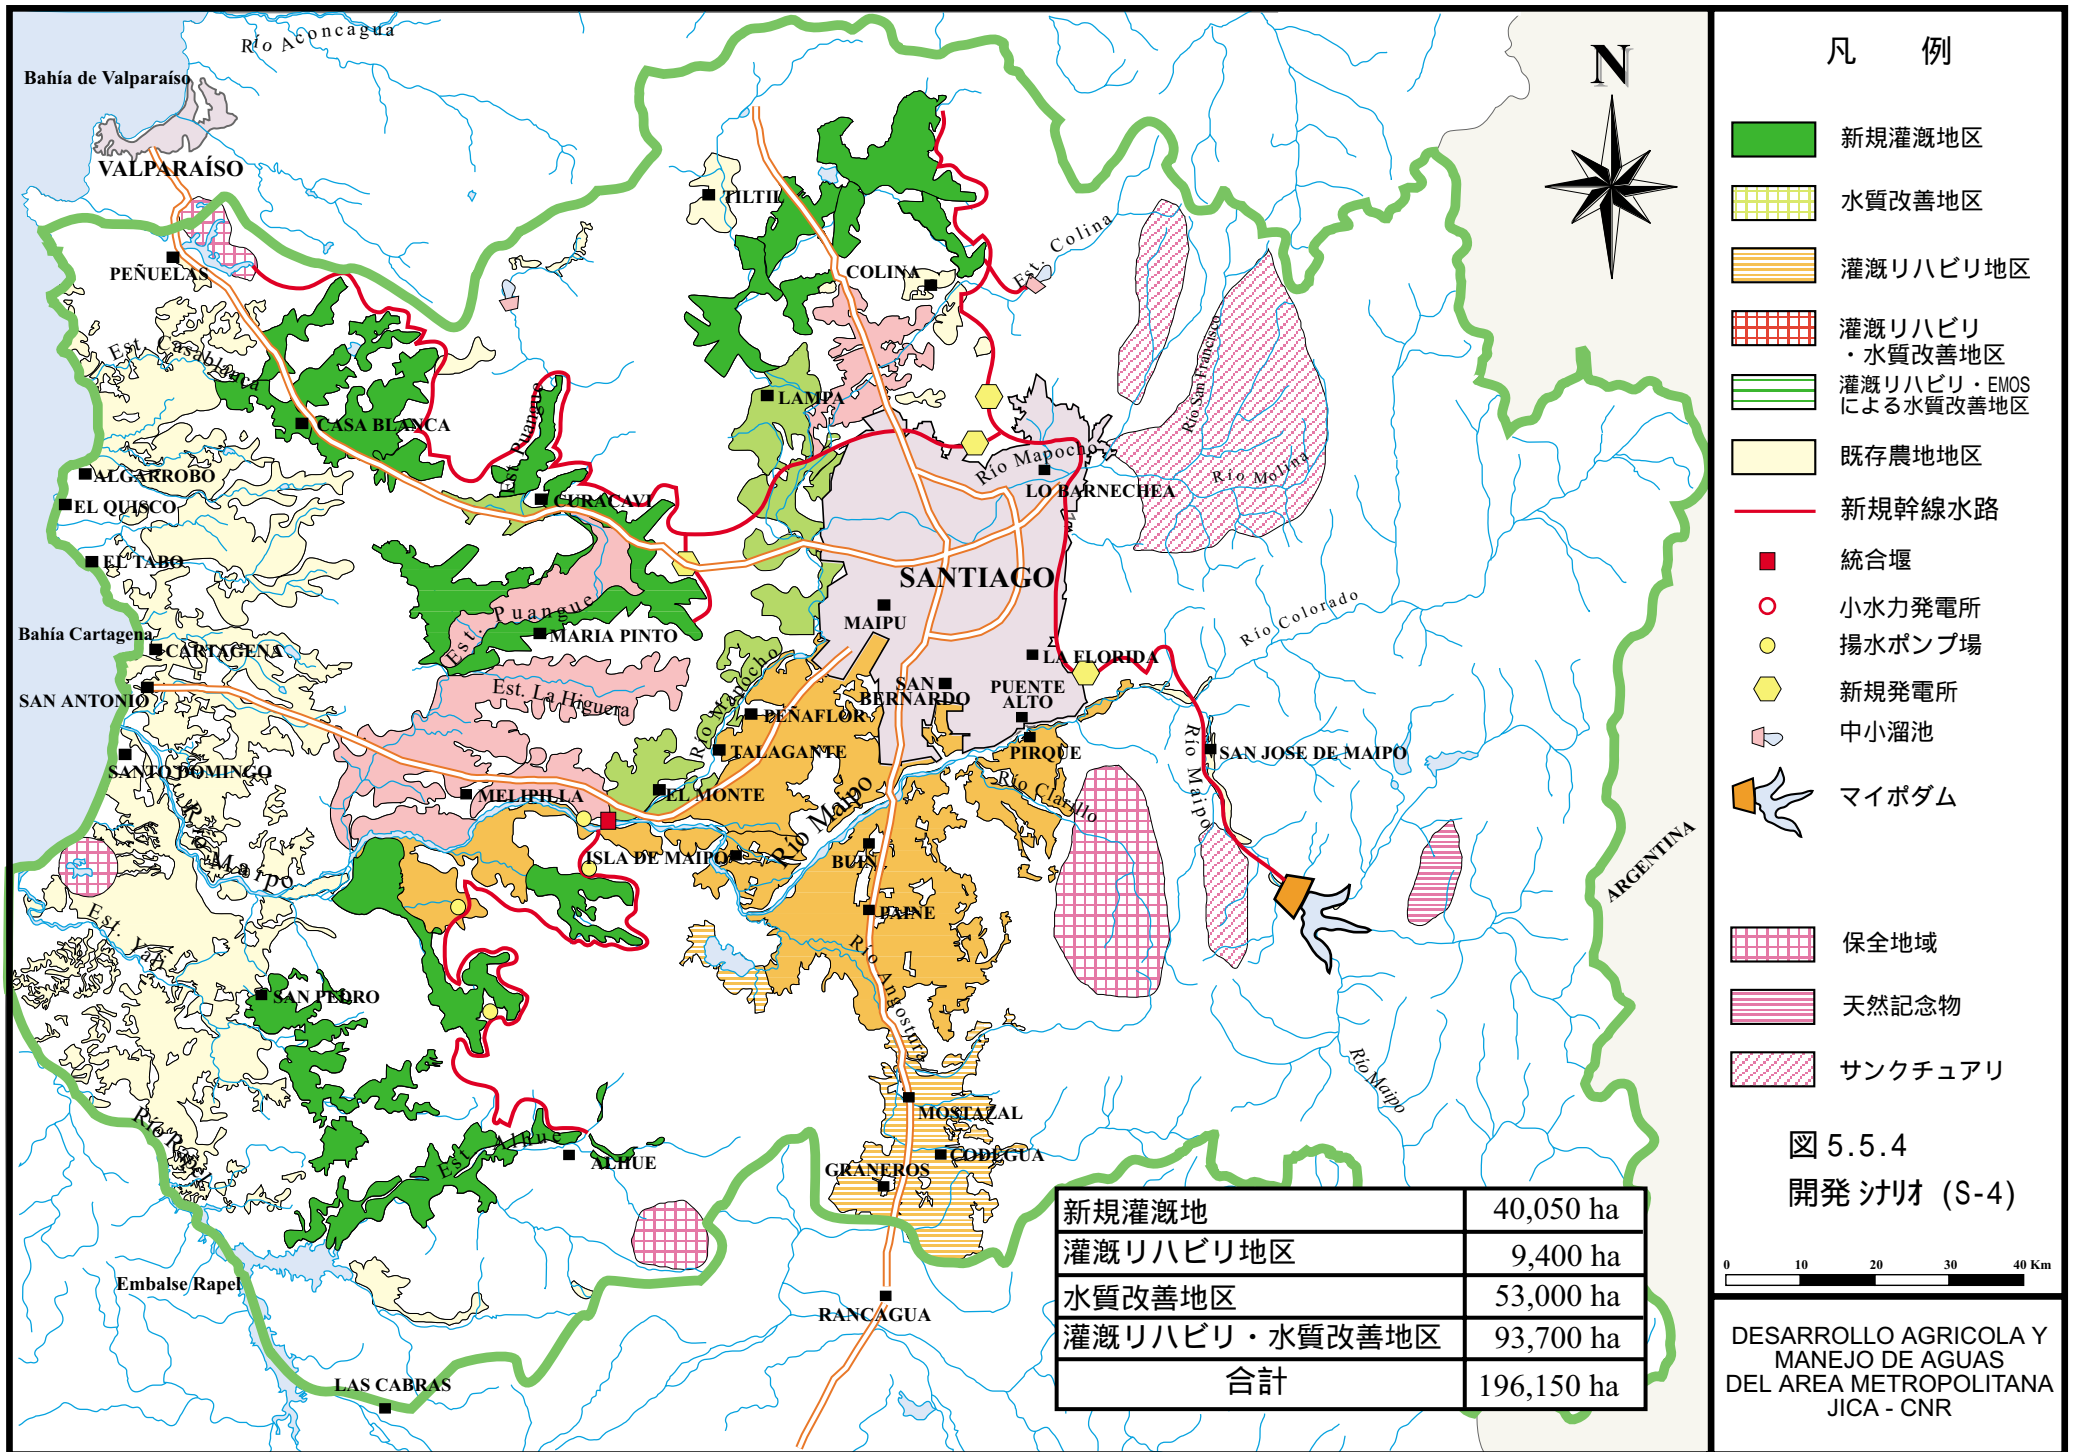 Río Aconcagua
Bahía de Valparaíso
VALPARAÍSO
TILTIL
PEÑUELAS
COLINA
Est. Colina
Est. Casablanca
CASA BLANCA
LAMPA
Est. Puangue
Río San Francisco
ALGARROBO
EL QUISCO
CURACAVI
Río Mapocho
Río Molina
LO BARNECHEA
EL TABO
SANTIAGO
Est. Puangue
MAIPU
Río Colorado
Bahía Cartagena
CARTAGENA
MARIA PINTO
LA FLORIDA
SAN ANTONIO
Est. La Higuera
Río Mapocho
SAN
BERNARDO
PUENTE
ALTO
PEÑAFLOR
TALAGANTE
PIRQUE
Río Maipo
SAN JOSE DE MAIPO
SANTO DOMINGO
MELIPILLA
EL MONTE
Río Clarillo
Río Maipo
Río Maipo
ISLA DE MAIPO
BUIN
ARGENTINA
PAINE
Est. Yali
Río Angostura
SAN PEDRO
Río Maipo
MOSTAZAL
Río Rapel
Est. Alhue
ALHUE
CODEGUA
GRANEROS
Embalse Rapel
RANCAGUA
LAS CABRAS
新規灌漑地 40,050 ha
灌漑リハビリ地区 9,400 ha
水質改善地区 53,000 ha
灌漑リハビリ・水質改善地区 93,700 ha
合計 196,150 ha
N
凡 例
新規灌漑地区
水質改善地区
灌漑リハビリ地区
灌漑リハビリ
・水質改善地区
灌漑リハビリ・EMOS
による水質改善地区
既存農地地区
新規幹線水路
統合堰
小水力発電所
揚水ポンプ場
新規発電所
中小溜池
マイポダム
保全地域
天然記念物
サンクチュアリ
図 5.5.4
開発 ｼﾅﾘｵ (S-4)
0 10 20 30 40 Km
DESARROLLO AGRICOLA Y
MANEJO DE AGUAS
DEL AREA METROPOLITANA
JICA - CNR